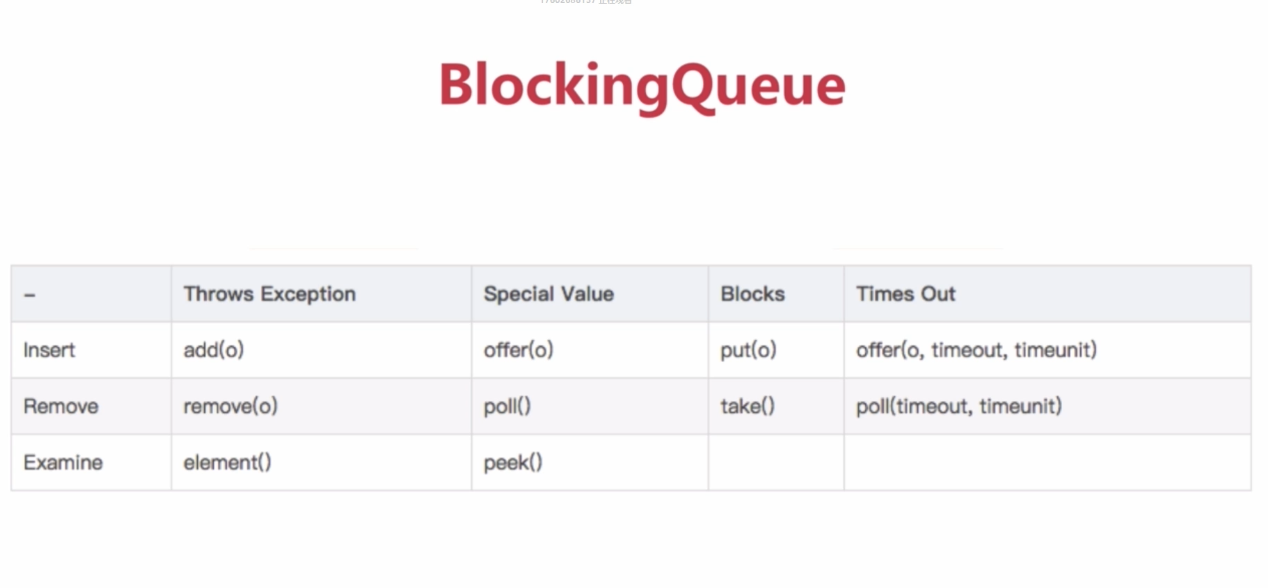 BlockingQueue
– Throws Exception Special Value Blocks Times Out
Insert add(o) offer(o) put(o) offer(o, timeout, timeunit)
Remove remove(o) poll() take() poll(timeout, timeunit)
Examine element() peek()